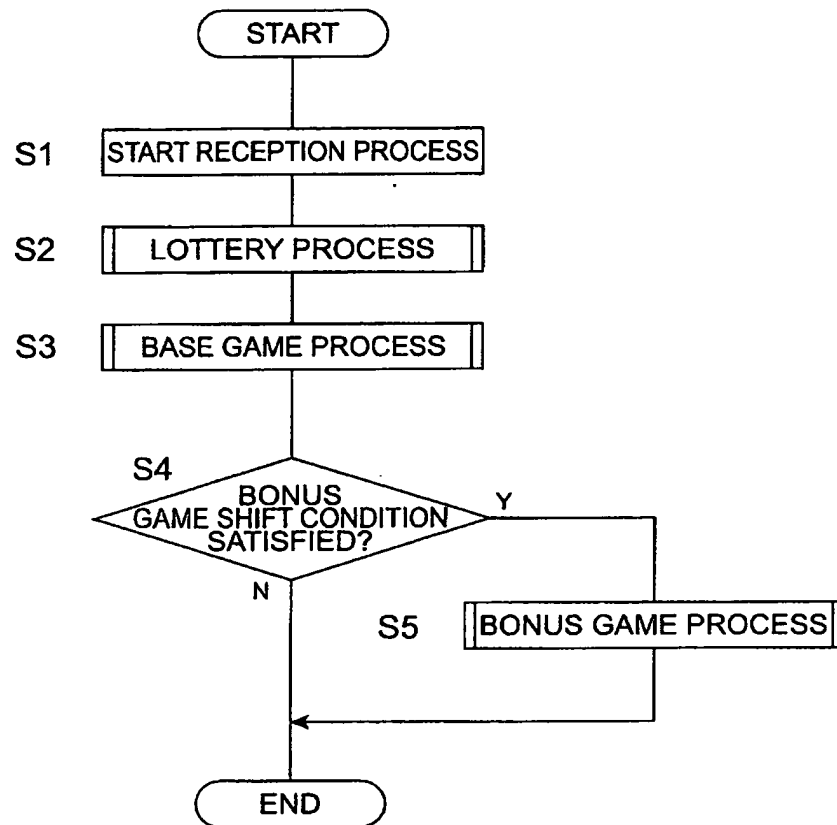 START
S1
START RECEPTION PROCESS
S2
LOTTERY PROCESS
S3
BASE GAME PROCESS
S4
BONUS
GAME SHIFT CONDITION
SATISFIED?
Y
N
S5
BONUS GAME PROCESS
END